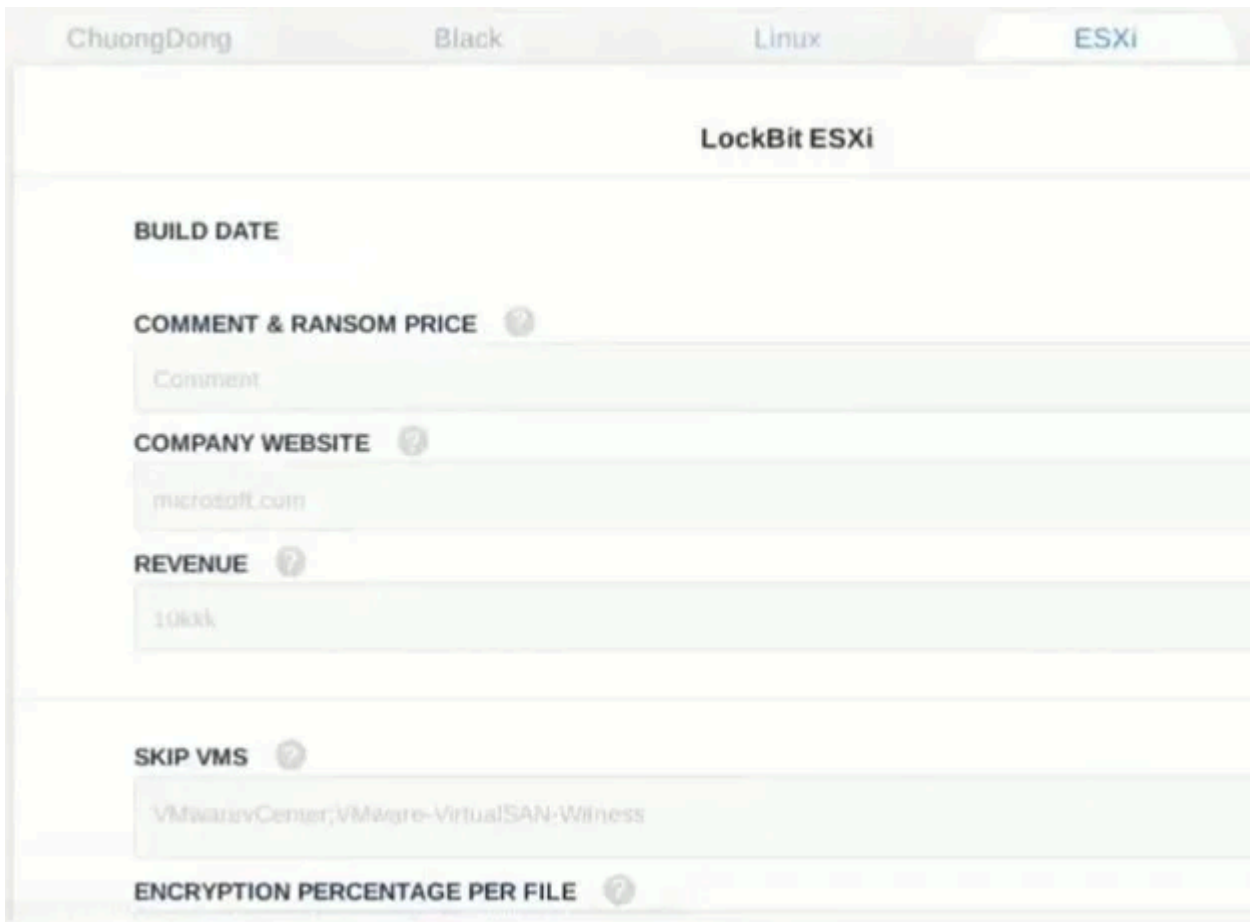 ChuongDong Black Linux ESXi
LockBit ESXi
BUILD DATE
COMMENT & RANSOM PRICE ?
Comment
COMPANY WEBSITE ?
microsoft.com
REVENUE ?
10kkk
SKIP VMS ?
VMware-VirtualSAN-Witness
ENCRYPTION PERCENTAGE PER FILE ?